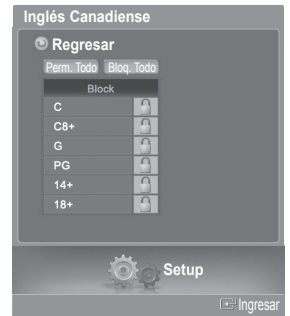 Inglés Canadiense
Regresar
Perm. Todo Bloq. Todo
Block
C
C8+
G
PG
14+
18+
Setup
Ingresar